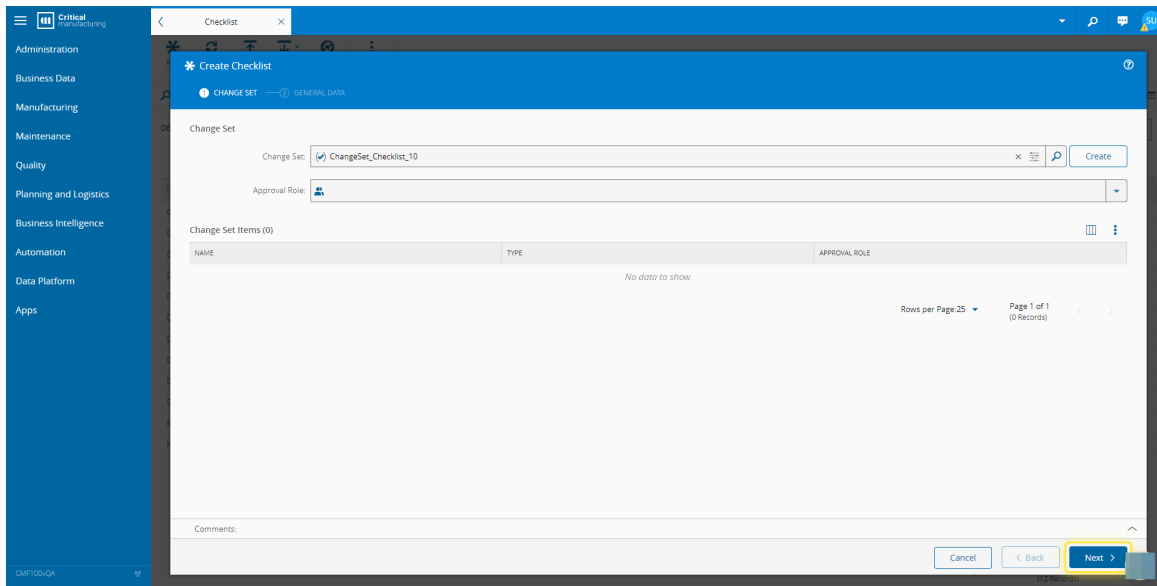 Critical
manufacturing
Checklist
SU
Administration
Business Data
Manufacturing
Maintenance
Quality
Planning and Logistics
Business Intelligence
Automation
Data Platform
Apps
CMF100xQA
Create Checklist
1 CHANGE SET
2 GENERAL DATA
Change Set
Change Set: ChangeSet_Checklist_10
Create
Approval Role:
Change Set Items (0)
NAME TYPE APPROVAL ROLE
No data to show.
Rows per Page:25
Page 1 of 1
(0 Records)
Comments:
Cancel
< Back
Next >
(12 Records)